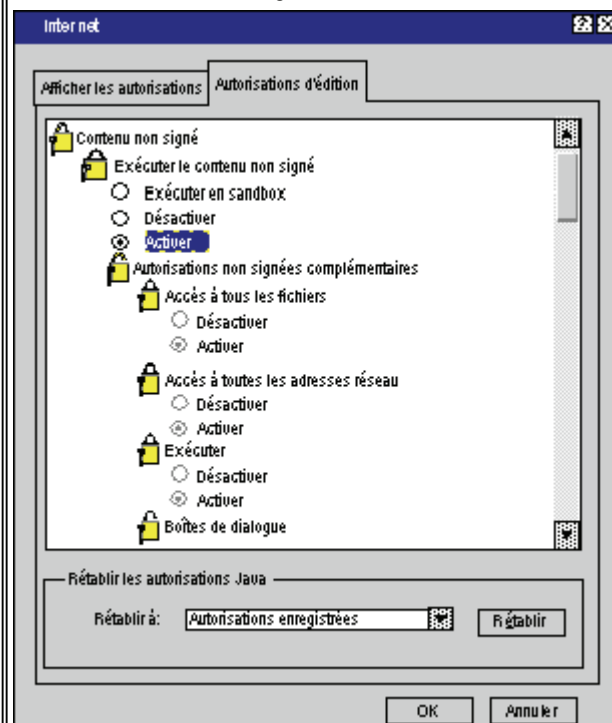 Internet
Afficher les autorisations
Autorisations d'édition
Contenu non signé
Exécuter le contenu non signé
Exécuter en sandbox
Désactiver
Activer
Autorisations non signées complémentaires
Accès à tous les fichiers
Désactiver
Activer
Accès à toutes les adresses réseau
Désactiver
Activer
Exécuter
Désactiver
Activer
Boîtes de dialogue
Rétablir les autorisations Java
Rétablir à: Autorisations enregistrées Rétablir
OK Annuler